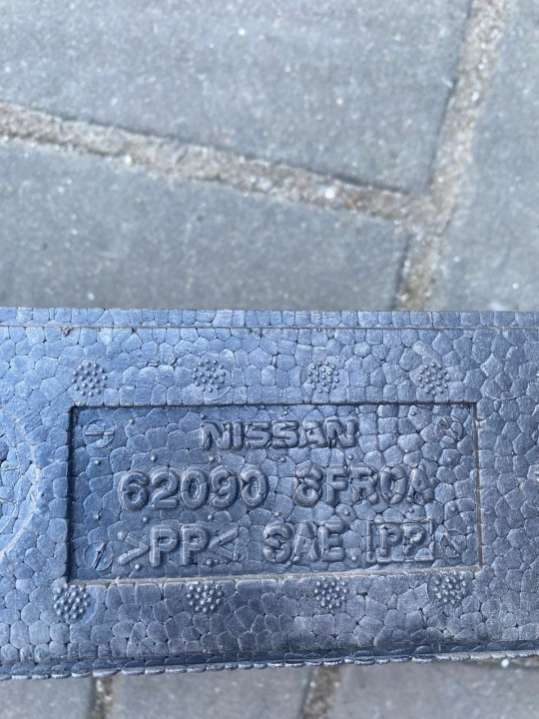 NISSAN
62090 8FR0A
>PP< SAE PP